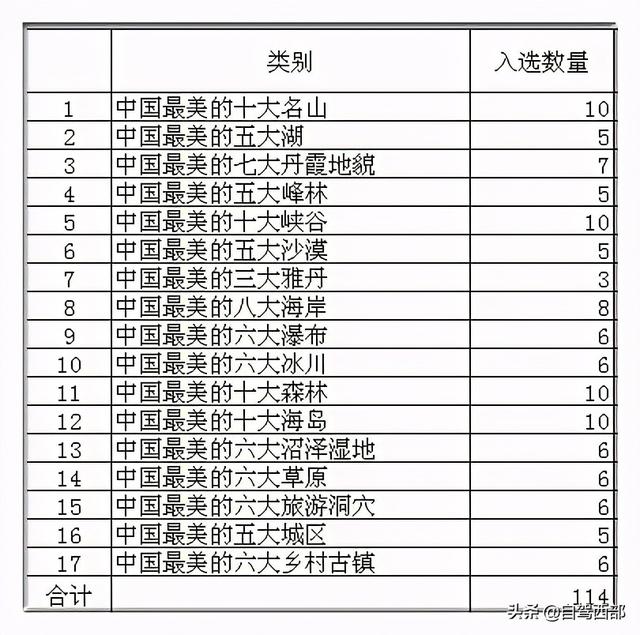 类别 入选数量
1 中国最美的十大名山 10
2 中国最美的五大湖 5
3 中国最美的七大丹霞地貌 7
4 中国最美的五大峰林 5
5 中国最美的十大峡谷 10
6 中国最美的五大沙漠 5
7 中国最美的三大雅丹 3
8 中国最美的八大海岸 8
9 中国最美的六大瀑布 6
10 中国最美的六大冰川 6
11 中国最美的十大森林 10
12 中国最美的十大海岛 10
13 中国最美的六大沼泽湿地 6
14 中国最美的六大草原 6
15 中国最美的六大旅游洞穴 6
16 中国最美的五大城区 5
17 中国最美的六大乡村古镇 6
合计 114
头条 @自驾西部